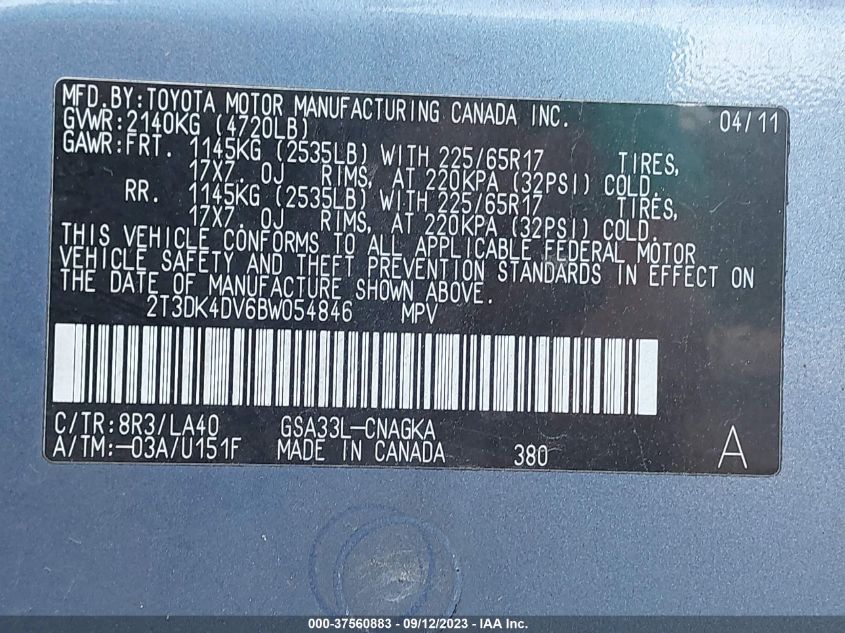 MFD.BY:TOYOTA MOTOR MANUFACTURING CANADA INC. 04/11
GVWR:2140KG (4720LB)
GAWR:FRT. 1145KG (2535LB) WITH 225/65R17 TIRES,
17X7.0J RIMS, AT 220KPA (32PSI) COLD.
RR. 1145KG (2535LB) WITH 225/65R17 TIRES,
17X7.0J RIMS, AT 220KPA (32PSI) COLD.
THIS VEHICLE CONFORMS TO ALL APPLICABLE FEDERAL MOTOR
VEHICLE SAFETY AND THEFT PREVENTION STANDARDS IN EFFECT ON
THE DATE OF MANUFACTURE SHOWN ABOVE.
2T3DK4DV6BW054846 MPV
C/TR:8R3/LA40 GSA33L-CNAGKA
A/TM:-03A/U151F MADE IN CANADA 380 A
000-37560883 - 09/12/2023 - IAA Inc.